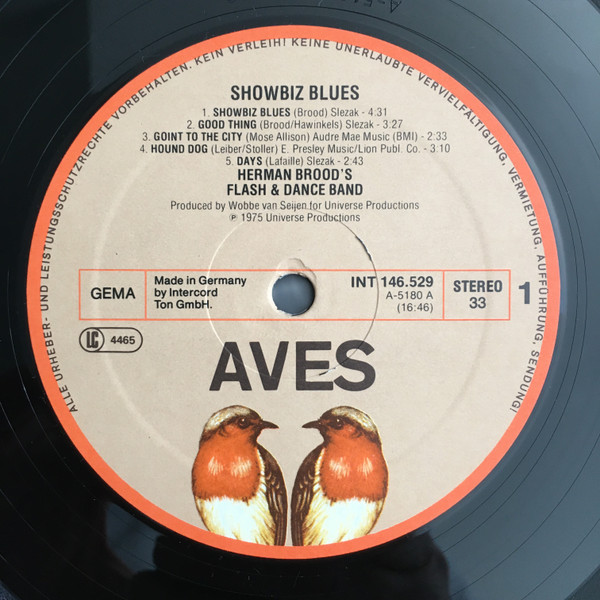 SHOWBIZ BLUES
1. SHOWBIZ BLUES (Brood) Slezak - 4:31
2. GOOD THING (Brood/Hawinkels) Slezak - 3:27
3. GOINT TO THE CITY (Mose Allison) Audre Mae Music (BMI) - 2:33
4. HOUND DOG (Leiber/Stoller) E. Presley Music/Lion Publ. Co. - 3:10
5. DAYS (Lafaille) Slezak - 2:43
HERMAN BROOD'S
FLASH & DANCE BAND
Produced by Wobbe van Seijen for Universe Productions
℗ 1975 Universe Productions
GEMA
Made in Germany
by Intercord
Ton GmbH.
INT 146.529
A-5180 A
(16:46)
STEREO
33
1
LC 4465
AVES
ALLE URHEBER- UND LEISTUNGSSCHUTZRECHTE VORBEHALTEN. KEIN VERLEIH! KEINE UNERLAUBTE VERVIELFÄLTIGUNG, VERMIETUNG, AUFFÜHRUNG, SENDUNG!